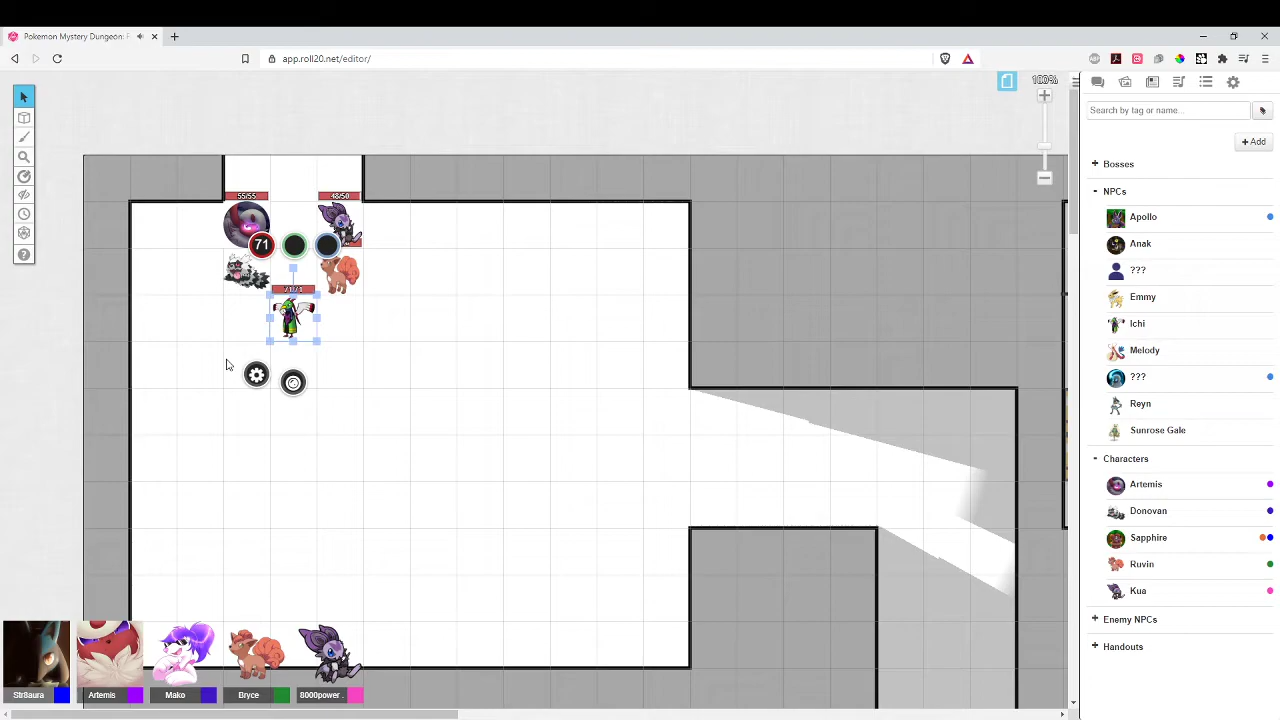 Pokemon Mystery Dungeon: F
app.roll20.net/editor/
100%
Search by tag or name...
+ Add
Bosses
NPCs
Apollo
Anak
???
Emmy
Ichi
Melody
???
Reyn
Sunrose Gale
Characters
Artemis
Donovan
Sapphire
Ruvin
Kua
Enemy NPCs
Handouts
55/55
48/50
71
71/71
Str8aura
Artemis
Mako
Bryce
8000power .